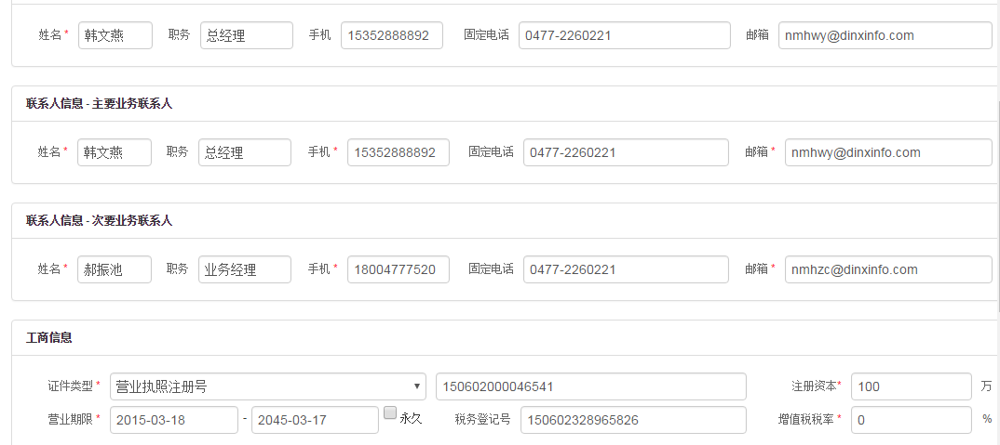 姓名 * 韩文燕 职务 总经理 手机 15352888892 固定电话 0477-2260221 邮箱 nmhwy@dinxinfo.com
联系人信息 - 主要业务联系人
姓名 * 韩文燕 职务 总经理 手机 * 15352888892 固定电话 0477-2260221 邮箱 * nmhwy@dinxinfo.com
联系人信息 - 次要业务联系人
姓名 * 郝振池 职务 业务经理 手机 * 18004777520 固定电话 0477-2260221 邮箱 * nmhzc@dinxinfo.com
工商信息
证件类型 * 营业执照注册号 150602000046541 注册资本* 100 万
营业期限 * 2015-03-18 - 2045-03-17 永久 税务登记号 150602328965826 增值税税率 * 0 %